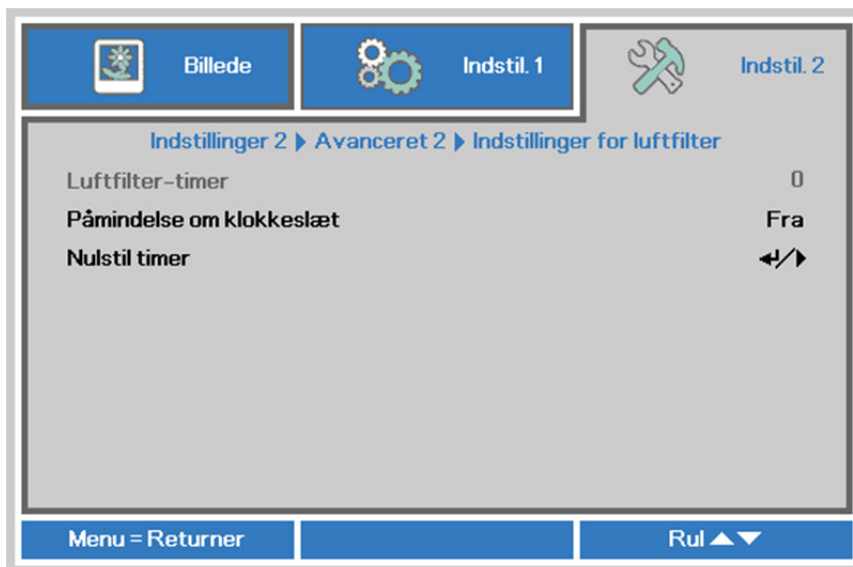 Billede
Indstil. 1
Indstil. 2
Indstillinger 2 ▶ Avanceret 2 ▶ Indstillinger for luftfilter
Luftfilter-timer 0
Påmindelse om klokkeslæt Fra
Nulstil timer ↵/▶
Menu = Returner
Rul ▲▼